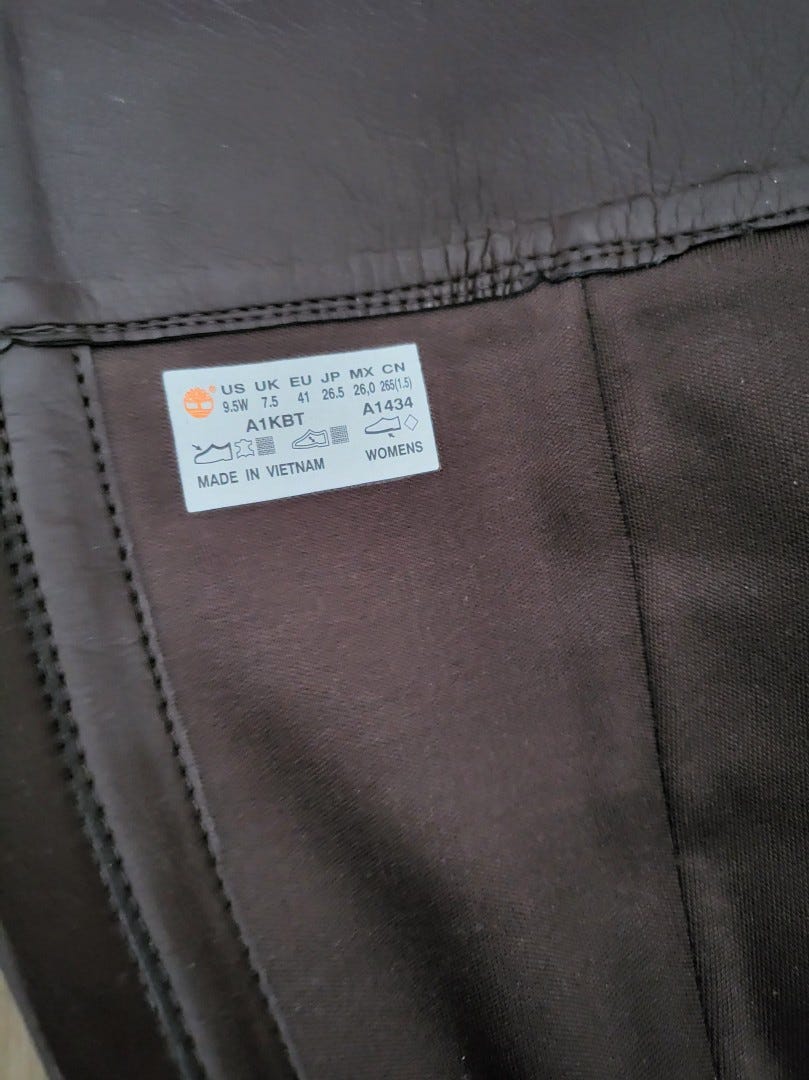 ® US UK EU JP MX CN
9.5W 7.5 41 26.5 26,0 265(1.5)
A1KBT A1434
MADE IN VIETNAM WOMENS